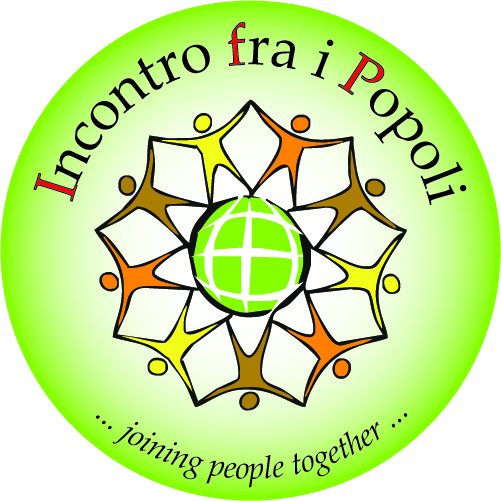 Incontro fra i Popoli
... joining people together ...